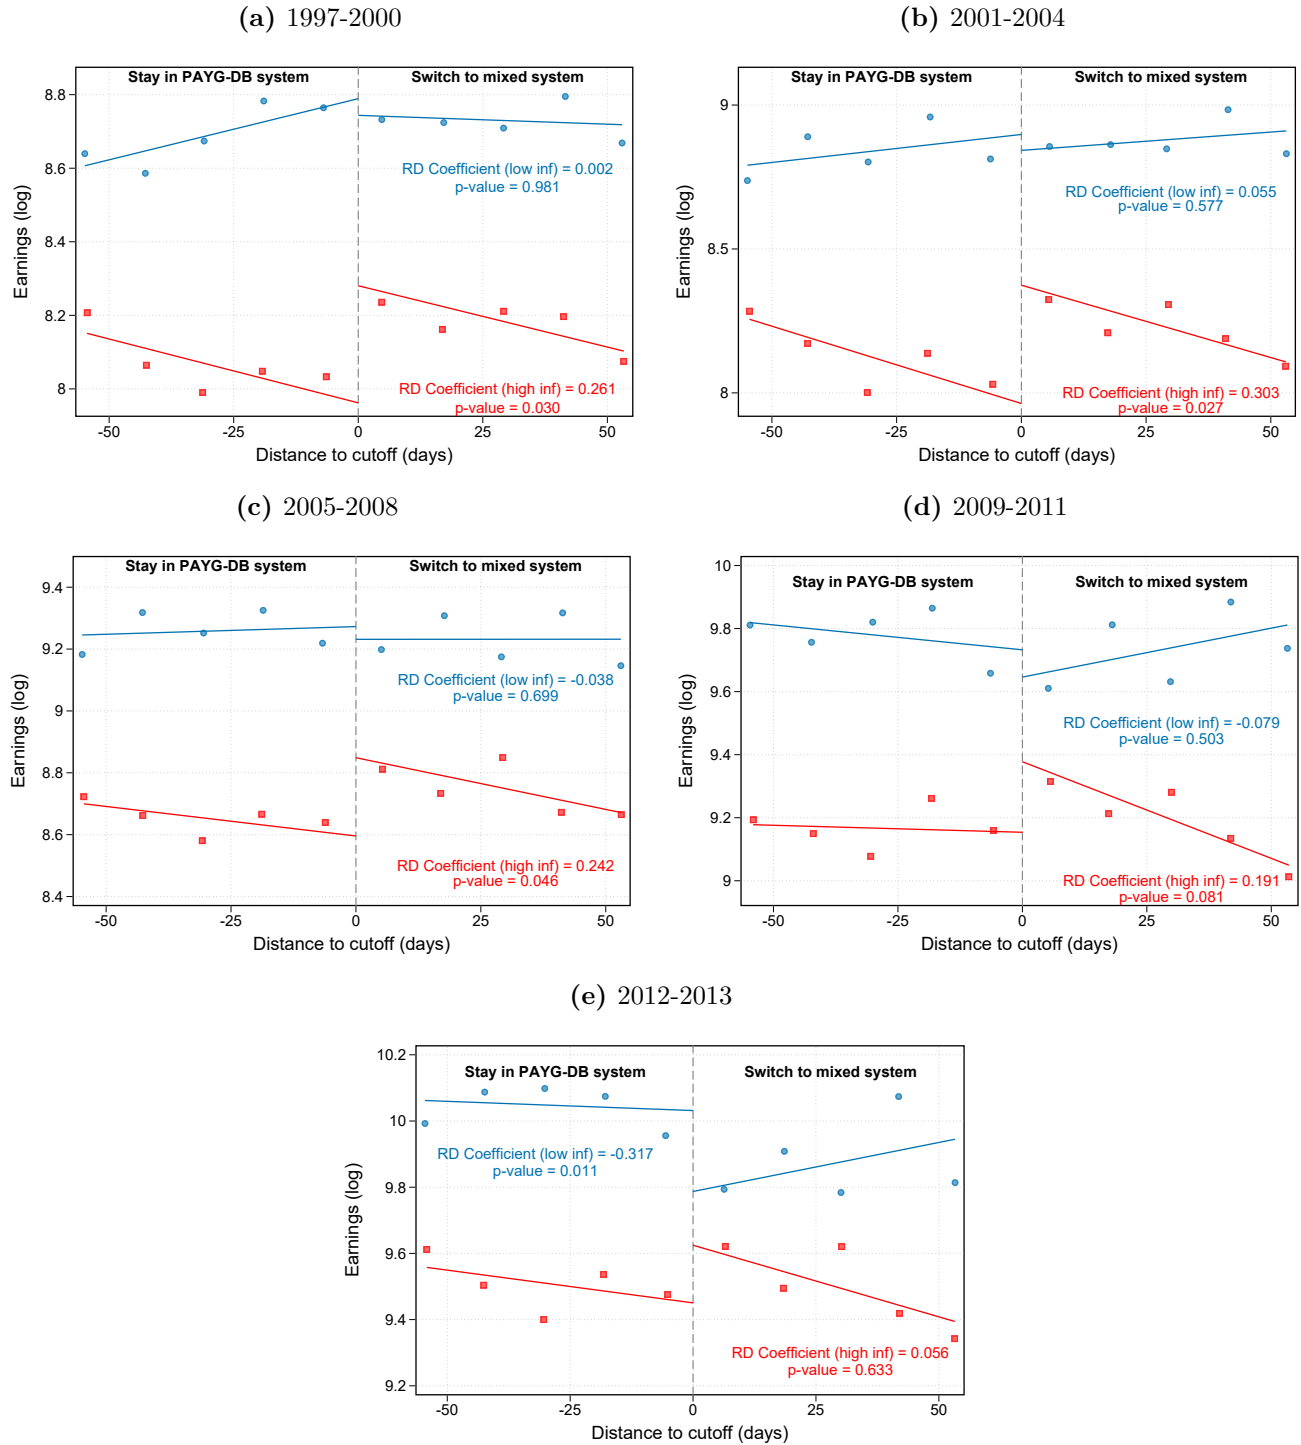 (a) 1997-2000
Stay in PAYG-DB system
Switch to mixed system
8.8
8.6
8.4
8.2
8
Earnings (log)
RD Coefficient (low inf) = 0.002
p-value = 0.981
RD Coefficient (high inf) = 0.261
p-value = 0.030
-50 -25 0 25 50
Distance to cutoff (days)
(b) 2001-2004
Stay in PAYG-DB system
Switch to mixed system
9
8.5
8
Earnings (log)
RD Coefficient (low inf) = 0.055
p-value = 0.577
RD Coefficient (high inf) = 0.303
p-value = 0.027
-50 -25 0 25 50
Distance to cutoff (days)
(c) 2005-2008
Stay in PAYG-DB system
Switch to mixed system
9.4
9.2
9
8.8
8.6
8.4
Earnings (log)
RD Coefficient (low inf) = -0.038
p-value = 0.699
RD Coefficient (high inf) = 0.242
p-value = 0.046
-50 -25 0 25 50
Distance to cutoff (days)
(d) 2009-2011
Stay in PAYG-DB system
Switch to mixed system
10
9.8
9.6
9.4
9.2
9
Earnings (log)
RD Coefficient (low inf) = -0.079
p-value = 0.503
RD Coefficient (high inf) = 0.191
p-value = 0.081
-50 -25 0 25 50
Distance to cutoff (days)
(e) 2012-2013
Stay in PAYG-DB system
Switch to mixed system
10.2
10
9.8
9.6
9.4
9.2
Earnings (log)
RD Coefficient (low inf) = -0.317
p-value = 0.011
RD Coefficient (high inf) = 0.056
p-value = 0.633
-50 -25 0 25 50
Distance to cutoff (days)